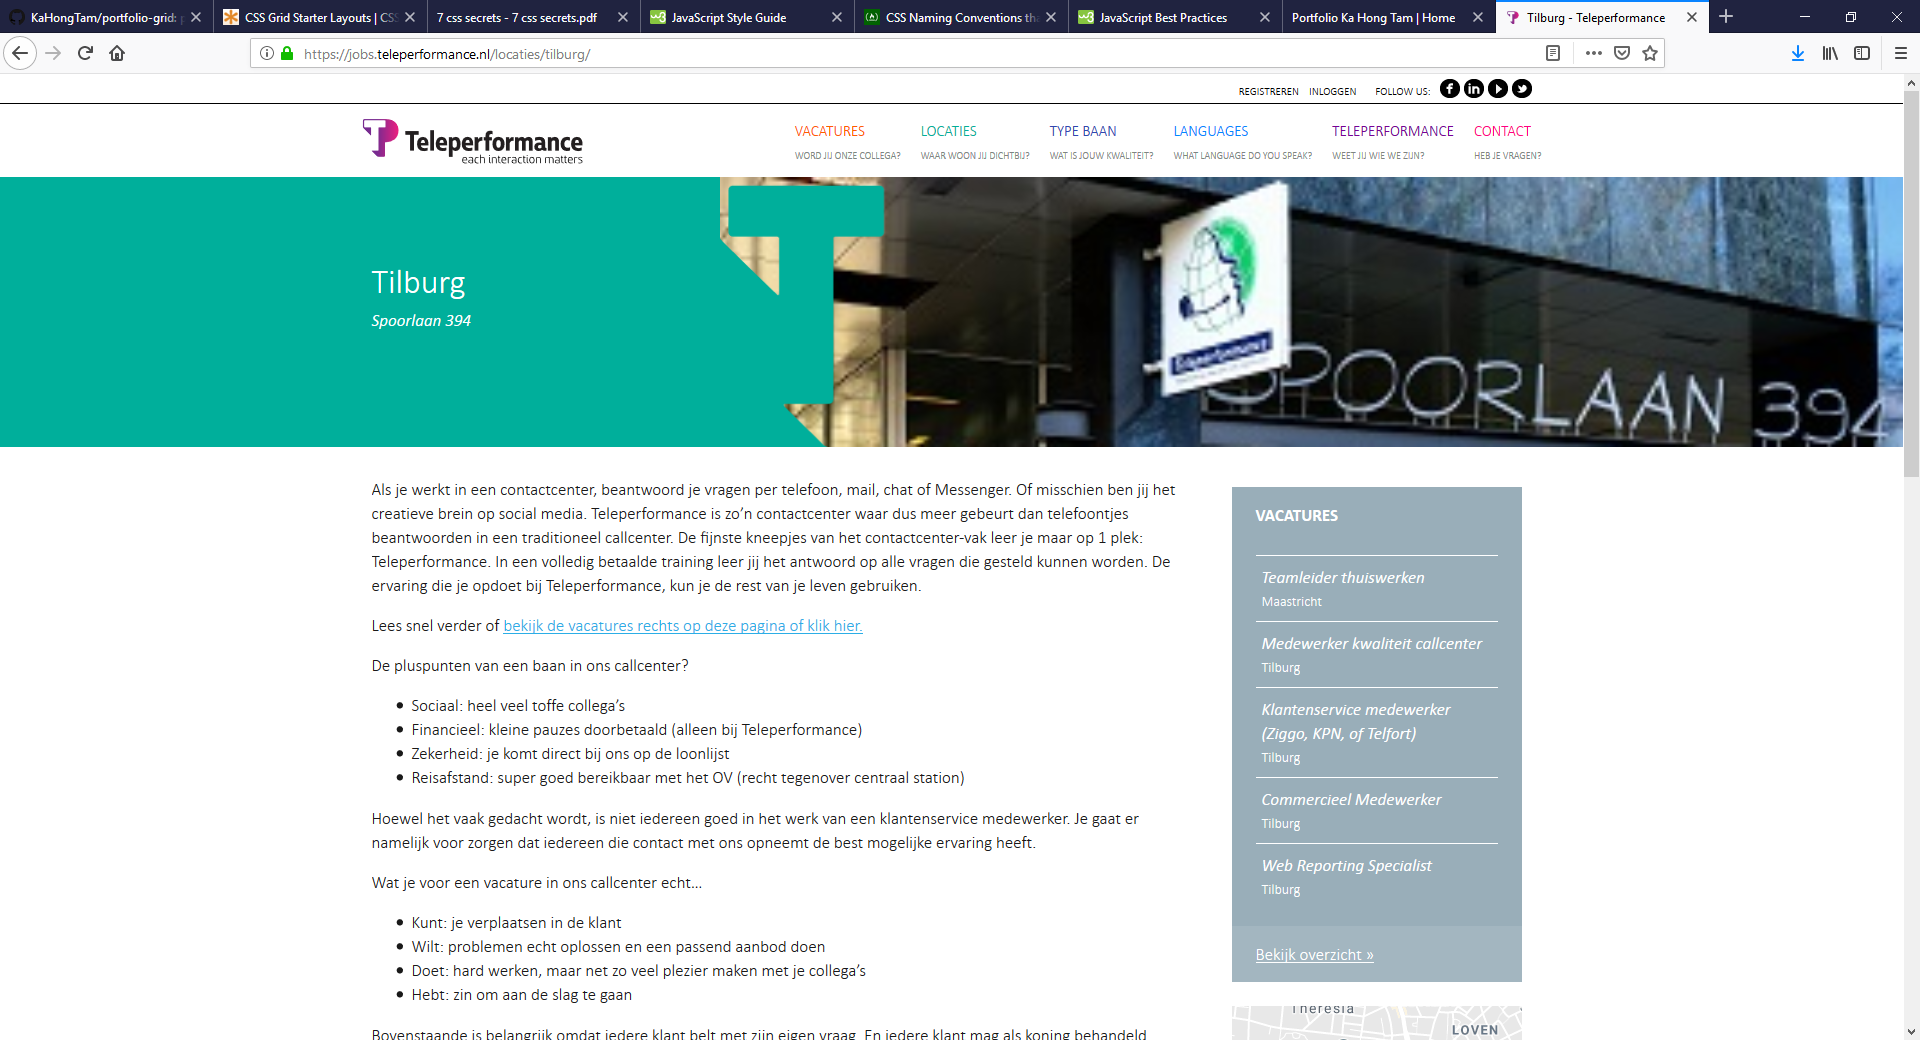 KaHongTam/portfolio-grid:
CSS Grid Starter Layouts | CSS
7 css secrets - 7 css secrets.pdf
JavaScript Style Guide
CSS Naming Conventions tha
JavaScript Best Practices
Portfolio Ka Hong Tam | Home
Tilburg - Teleperformance
https://jobs.teleperformance.nl/locaties/tilburg/
REGISTREREN INLOGGEN FOLLOW US:
Teleperformance
each interaction matters
VACATURES
WORD JIJ ONZE COLLEGA?
LOCATIES
WAAR WOON JIJ DICHTBIJ?
TYPE BAAN
WAT IS JOUW KWALITEIT?
LANGUAGES
WHAT LANGUAGE DO YOU SPEAK?
TELEPERFORMANCE
WEET JIJ WIE WE ZIJN?
CONTACT
HEB JE VRAGEN?
Tilburg
Spoorlaan 394
Teleperformance
SPOORLAAN 394
Als je werkt in een contactcenter, beantwoord je vragen per telefoon, mail, chat of Messenger. Of misschien ben jij het
creatieve brein op social media. Teleperformance is zo’n contactcenter waar dus meer gebeurt dan telefoontjes
beantwoorden in een traditioneel callcenter. De fijnste kneepjes van het contactcenter-vak leer je maar op 1 plek:
Teleperformance. In een volledig betaalde training leer jij het antwoord op alle vragen die gesteld kunnen worden. De
ervaring die je opdoet bij Teleperformance, kun je de rest van je leven gebruiken.
Lees snel verder of bekijk de vacatures rechts op deze pagina of klik hier.
De pluspunten van een baan in ons callcenter?
• Sociaal: heel veel toffe collega’s
• Financieel: kleine pauzes doorbetaald (alleen bij Teleperformance)
• Zekerheid: je komt direct bij ons op de loonlijst
• Reisafstand: super goed bereikbaar met het OV (recht tegenover centraal station)
Hoewel het vaak gedacht wordt, is niet iedereen goed in het werk van een klantenservice medewerker. Je gaat er
namelijk voor zorgen dat iedereen die contact met ons opneemt de best mogelijke ervaring heeft.
Wat je voor een vacature in ons callcenter echt...
• Kunt: je verplaatsen in de klant
• Wilt: problemen echt oplossen en een passend aanbod doen
• Doet: hard werken, maar net zo veel plezier maken met je collega’s
• Hebt: zin om aan de slag te gaan
Bovenstaande is belangrijk omdat iedere klant belt met zijn eigen vraag. En iedere klant mag als koning behandeld
VACATURES
Teamleider thuiswerken
Maastricht
Medewerker kwaliteit callcenter
Tilburg
Klantenservice medewerker
(Ziggo, KPN, of Telfort)
Tilburg
Commercieel Medewerker
Tilburg
Web Reporting Specialist
Tilburg
Bekijk overzicht »
Theresia
LOVEN